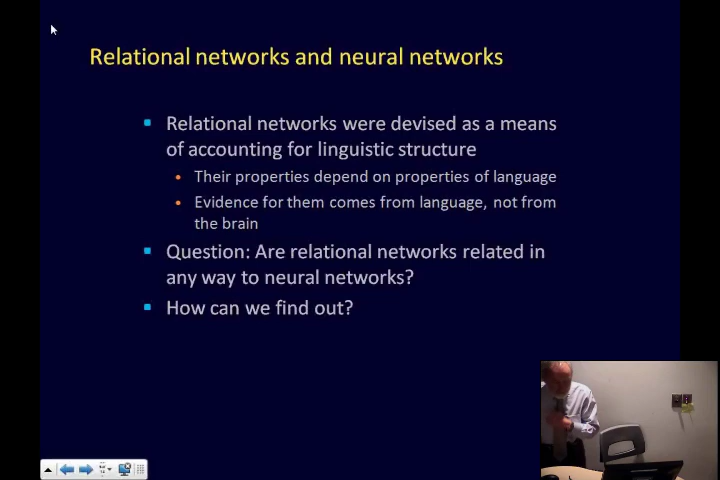 Relational networks and neural networks
Relational networks were devised as a means
of accounting for linguistic structure
Their properties depend on properties of language
Evidence for them comes from language, not from
the brain
Question: Are relational networks related in
any way to neural networks?
How can we find out?